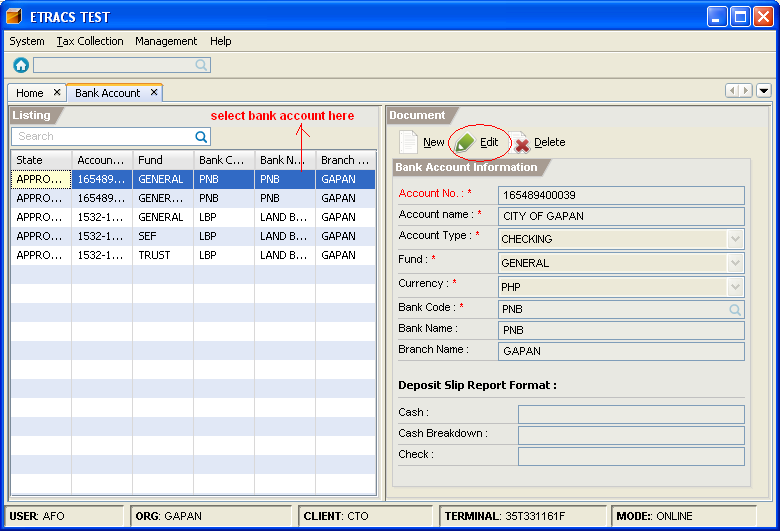 ETRACS TEST
System Tax Collection Management Help
Home Bank Account
Listing
select bank account here
Search
State Accoun... Fund Bank C... Bank N... Branch ...
APPRO... 165489... GENERAL PNB PNB GAPAN
APPRO... 165489... GENER... PNB PNB GAPAN
APPRO... 1532-1... GENERAL LBP LAND B... GAPAN
APPRO... 1532-1... SEF LBP LAND B... GAPAN
APPRO... 1532-1... TRUST LBP LAND B... GAPAN
Document
New Edit Delete
Bank Account Information
Account No. : * 165489400039
Account name : * CITY OF GAPAN
Account Type : * CHECKING
Fund : * GENERAL
Currency : * PHP
Bank Code : * PNB
Bank Name : PNB
Branch Name : GAPAN
Deposit Slip Report Format :
Cash :
Cash Breakdown :
Check :
USER: AFO ORG: GAPAN CLIENT: CTO TERMINAL: 35T331161F MODE:: ONLINE